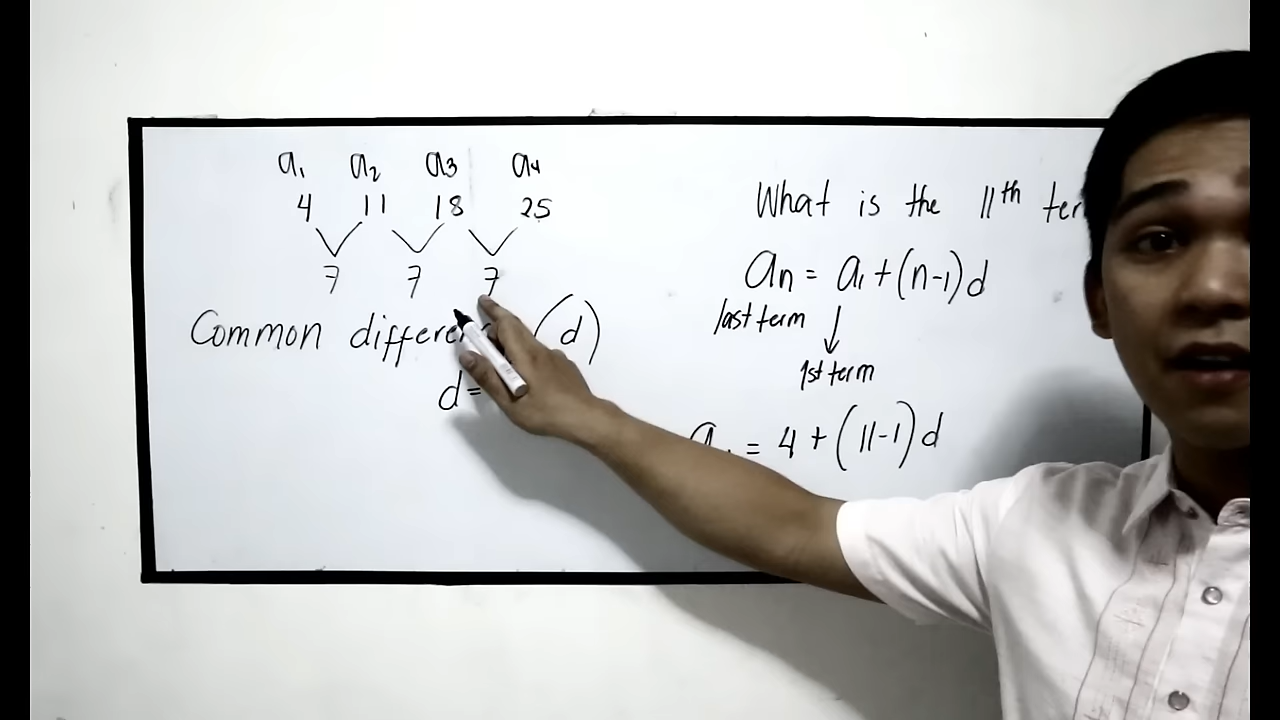 a₁ a₂ a₃ a₄
4 11 18 25
7 7 7
Common (d)
d=
What is the 11th
aₙ = a₁+(n-1)d
last term
1st term
= 4+(11-1)d